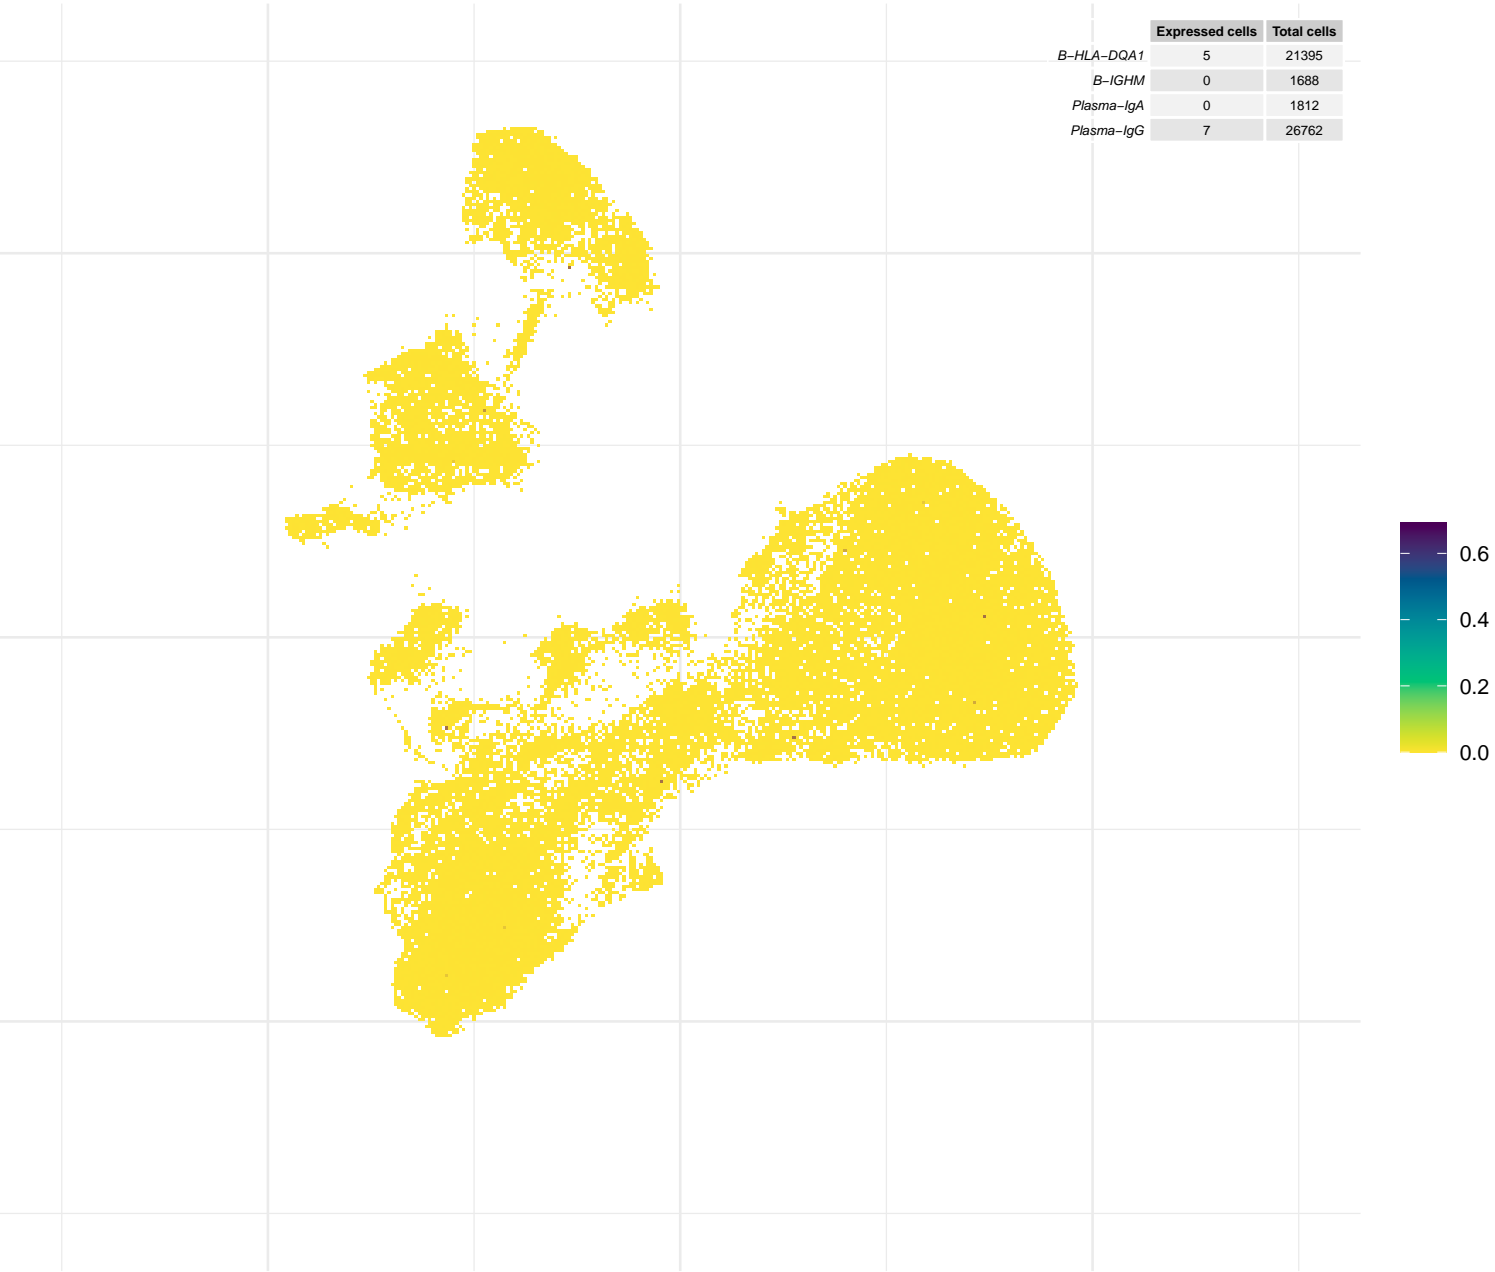 Expressed cells Total cells
B−HLA−DQA1 5 21395
B−IGHM 0 1688
Plasma−IgA 0 1812
Plasma−IgG 7 26762
0.6
0.4
0.2
0.0